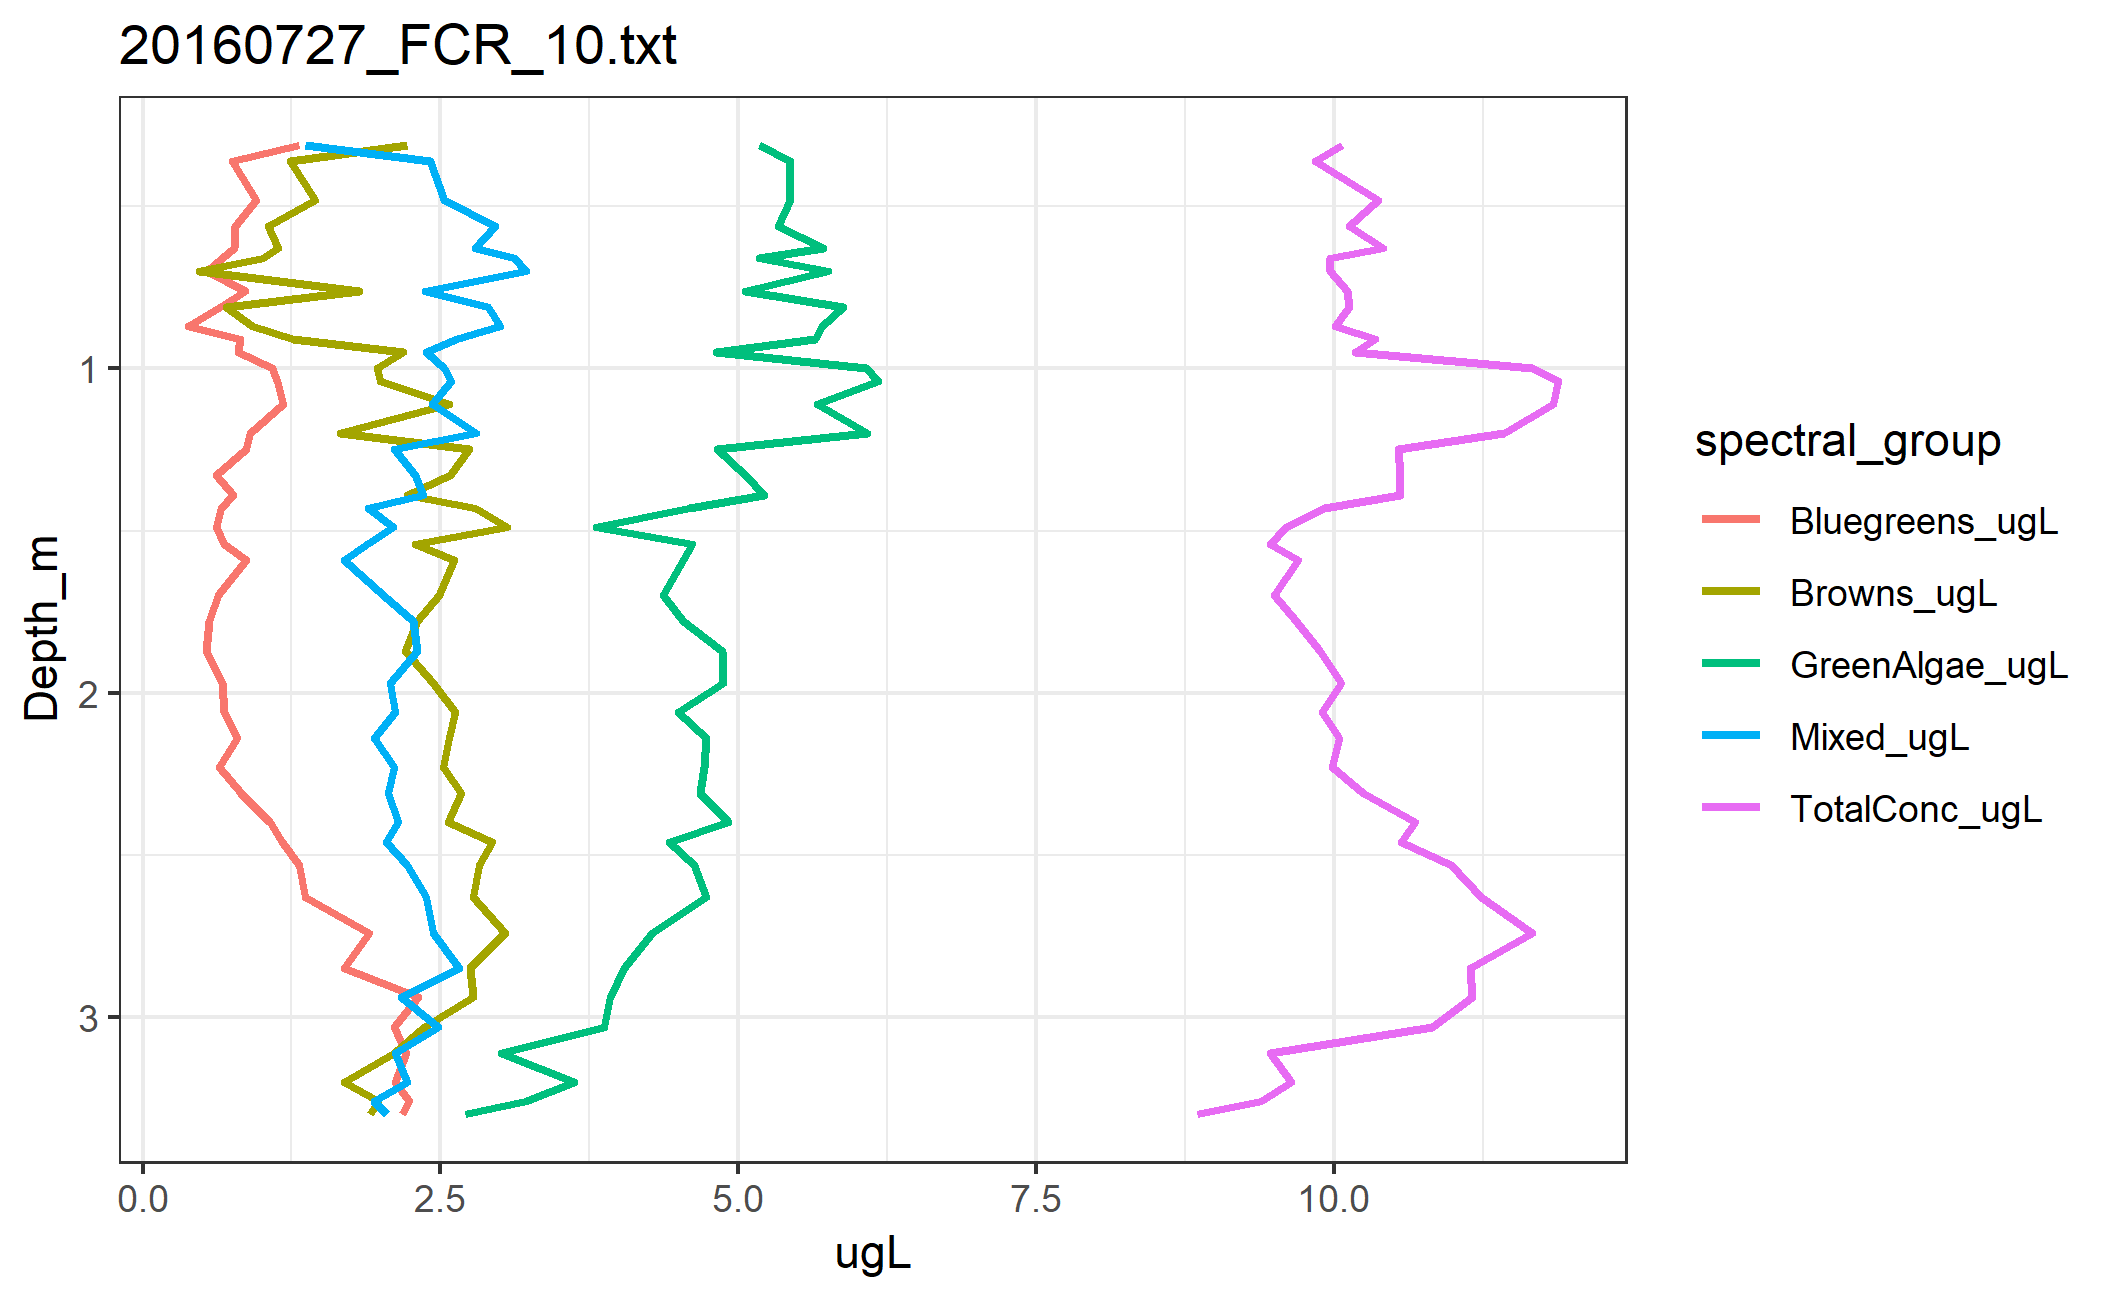 20160727_FCR_10.txt
Depth_m
1
2
3
0.0 2.5 5.0 7.5 10.0
ugL
spectral_group
Bluegreens_ugL
Browns_ugL
GreenAlgae_ugL
Mixed_ugL
TotalConc_ugL